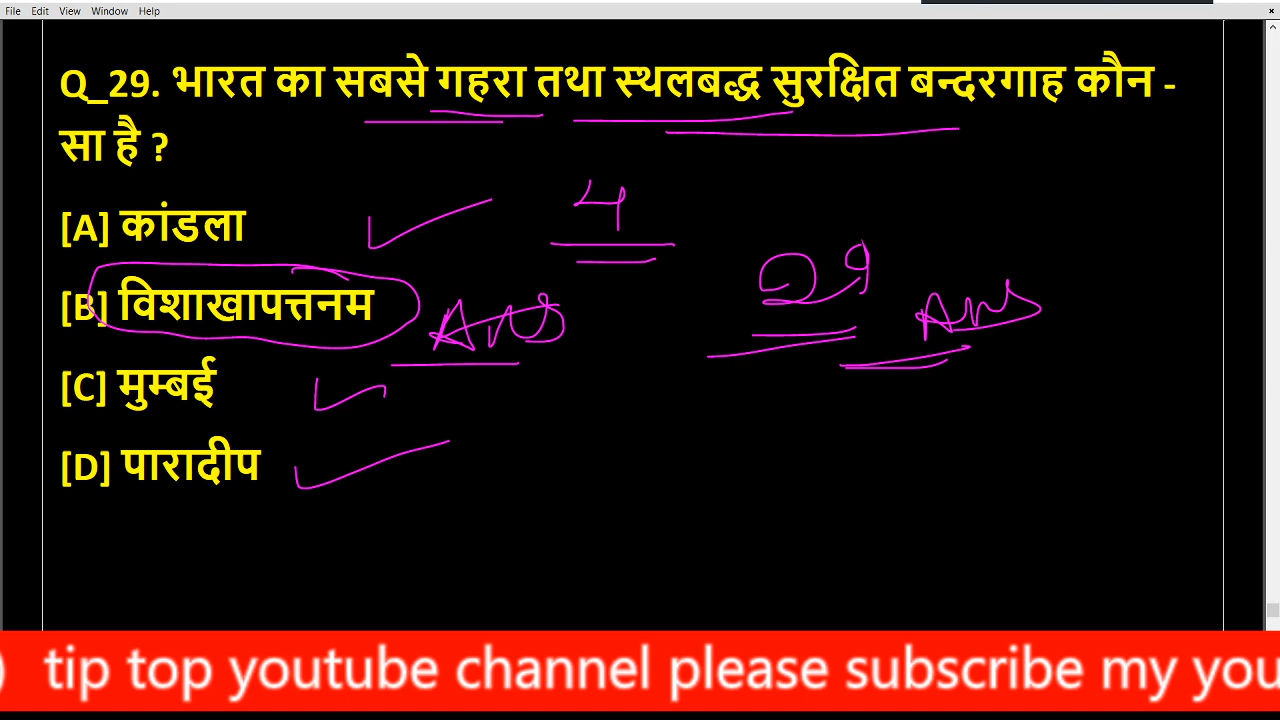 File Edit View Window Help
Q_29. भारत का सबसे गहरा तथा स्थलबद्ध सुरक्षित बन्दरगाह कौन -
सा है ?
4
[A] कांडला
29 Ans
[B] विशाखापत्तनम Ans
[C] मुम्बई
[D] पारादीप
) tip top youtube channel please subscribe my you